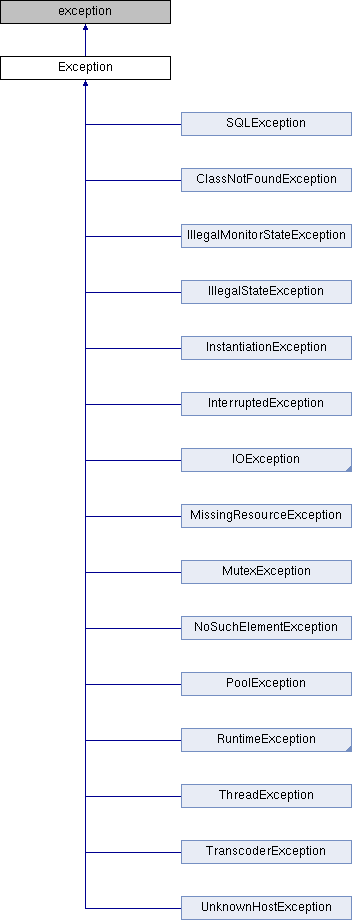 exception
Exception
SQLException
ClassNotFoundException
IllegalMonitorStateException
IllegalStateException
InstantiationException
InterruptedException
IOException
MissingResourceException
MutexException
NoSuchElementException
PoolException
RuntimeException
ThreadException
TranscoderException
UnknownHostException